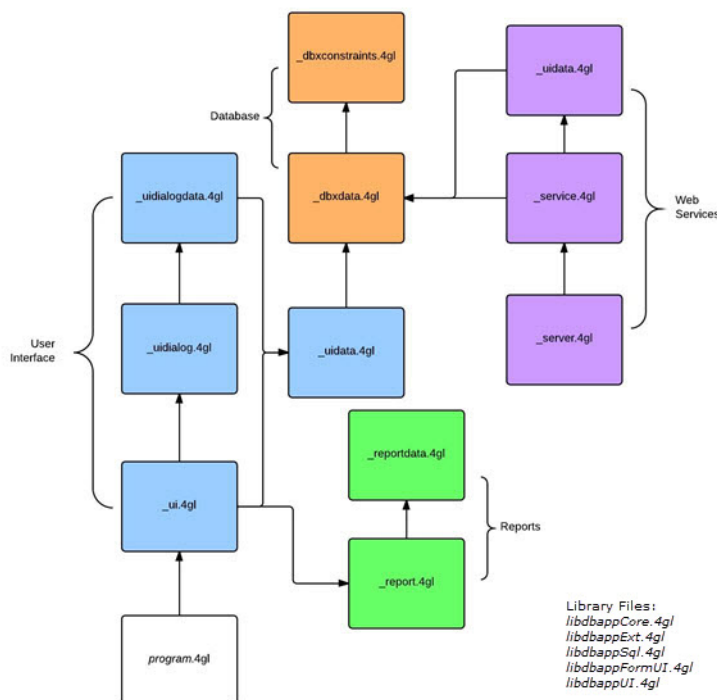 _dbxconstraints.4gl
_uidata.4gl
Database
_uidialogdata.4gl
_dbxdata.4gl
_service.4gl
Web
Services
User
Interface
_uidialog.4gl
_uidata.4gl
_server.4gl
_reportdata.4gl
_ui.4gl
Reports
_report.4gl
program.4gl
Library Files:
libdbappCore.4gl
libdbappExt.4gl
libdbappSql.4gl
libdbappFormUI.4gl
libdbappUI.4gl